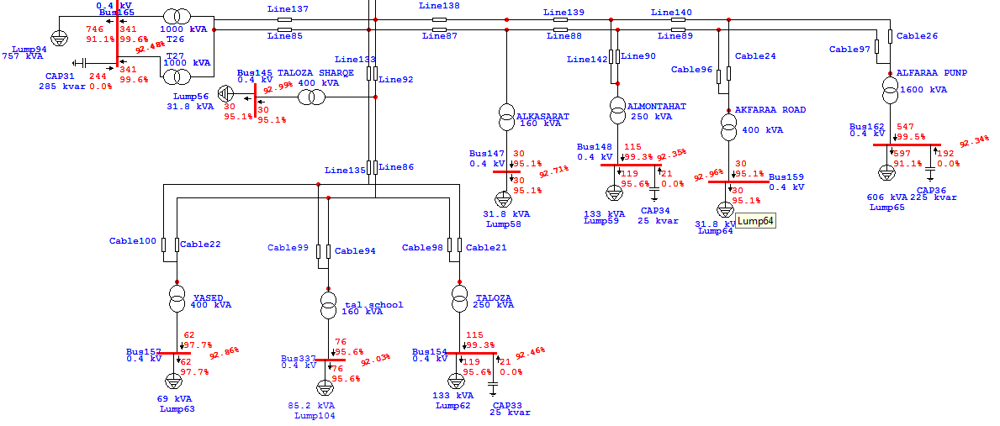 0.4 kV
Bus165
746
91.1%
341
99.6%
92.48%
1000 kVA
T26
T27
1000 kVA
341
99.6%
Lump94
757 kVA
CAP31
285 kvar
244
0.0%
Line137
Line85
Line138
Line87
Line139
Line88
Line140
Line89
Line133
Line92
Line142
Line90
Cable96
Cable24
Cable97
Cable26
Bus145
0.4 kV
TALOZA SHARQE
400 kVA
92.99%
Lump56
31.8 kVA
30
95.1%
30
95.1%
ALKASARAT
160 kVA
ALMONTAHAT
250 kVA
AKFARAA ROAD
400 kVA
ALFARAA PUNP
1600 kVA
Bus147
0.4 kV
30
95.1%
92.71%
30
95.1%
31.8 kVA
Lump58
Bus148
0.4 kV
115
99.3%
92.35%
119
95.6%
21
0.0%
133 kVA
Lump59
CAP34
25 kvar
30
95.1%
92.96%
Bus159
0.4 kV
30
95.1%
31.8 kV
Lump64
Lump64
Bus162
0.4 kV
547
99.5%
92.34%
597
91.1%
192
0.0%
606 kVA
Lump65
CAP36
225 kvar
Line135
Line86
Cable100
Cable22
Cable99
Cable94
Cable98
Cable21
YASED
400 kVA
tal.school
160 kVA
TALOZA
250 kVA
Bus157
0.4 kV
62
97.7%
92.86%
62
97.7%
69 kVA
Lump63
Bus337
0.4 kV
76
95.6%
92.03%
76
95.6%
85.2 kVA
Lump104
Bus154
0.4 kV
115
99.3%
92.46%
119
95.6%
21
0.0%
133 kVA
Lump62
CAP33
25 kvar